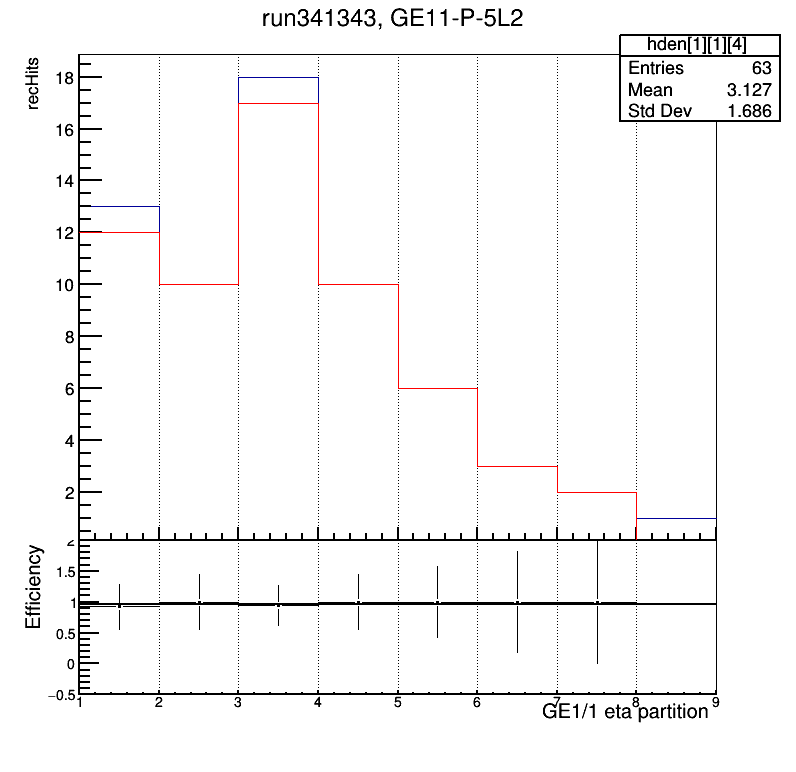 run341343, GE11-P-5L2
hden[1][1][4]
Entries 63
Mean 3.127
Std Dev 1.686
recHits
18
16
14
12
10
8
6
4
2
Efficiency
2
1.5
1
0.5
0
−0.5
1 2 3 4 5 6 7 8 9
GE1/1 eta partition